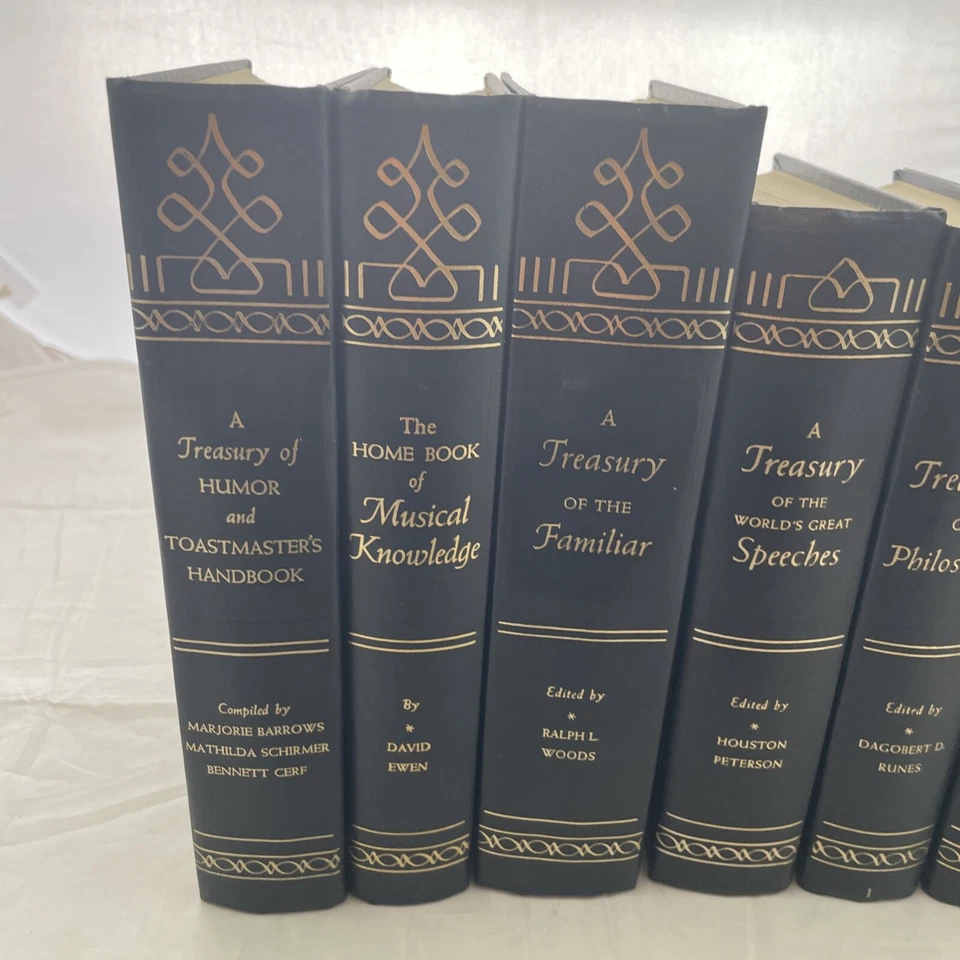 A
Treasury of
HUMOR
and
TOASTMASTER'S
HANDBOOK
Compiled by
MARJORIE BARROWS
MATHILDA SCHIRMER
BENNETT CERF
The
HOME BOOK
of
Musical
Knowledge
By
*
DAVID
EWEN
A
Treasury
OF THE
Familiar
Edited by
*
RALPH L.
WOODS
A
Treasury
OF THE
WORLD'S GREAT
Speeches
Edited by
*
HOUSTON
PETERSON
Trea
Philos
Edited by
*
DAGOBERT D.
RUNES